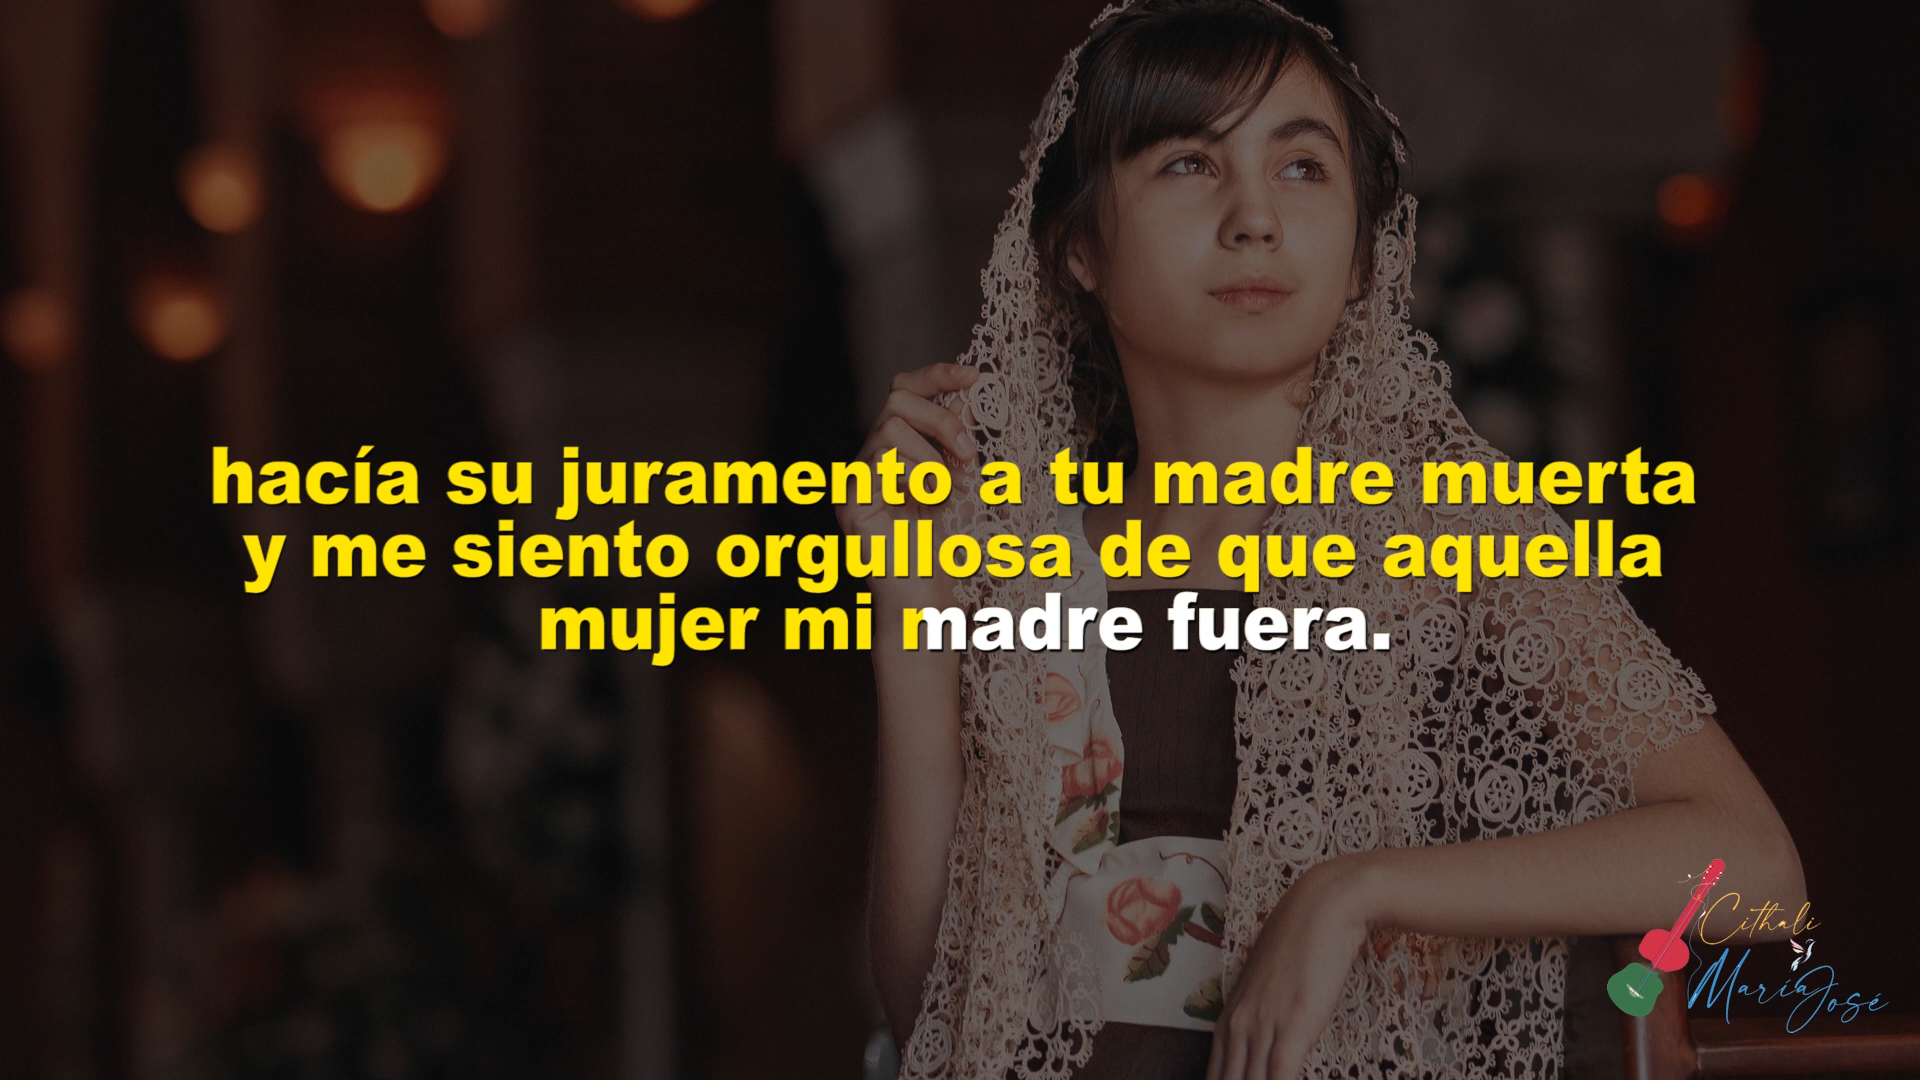 hacía su juramento a tu madre muerta
y me siento orgullosa de que aquella
mujer mi madre fuera.
Cithali
María José